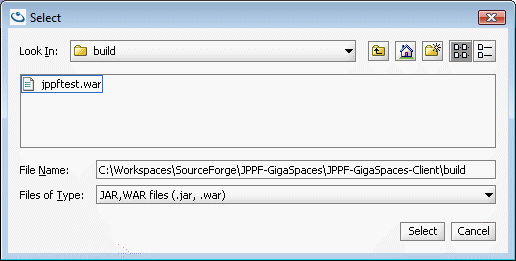 Select
Look In: build
jppftest.war
File Name: C:\Workspaces\SourceForge\JPPF-GigaSpaces\JPPF-GigaSpaces-Client\build
Files of Type: JAR,WAR files (.jar, .war)
Select Cancel